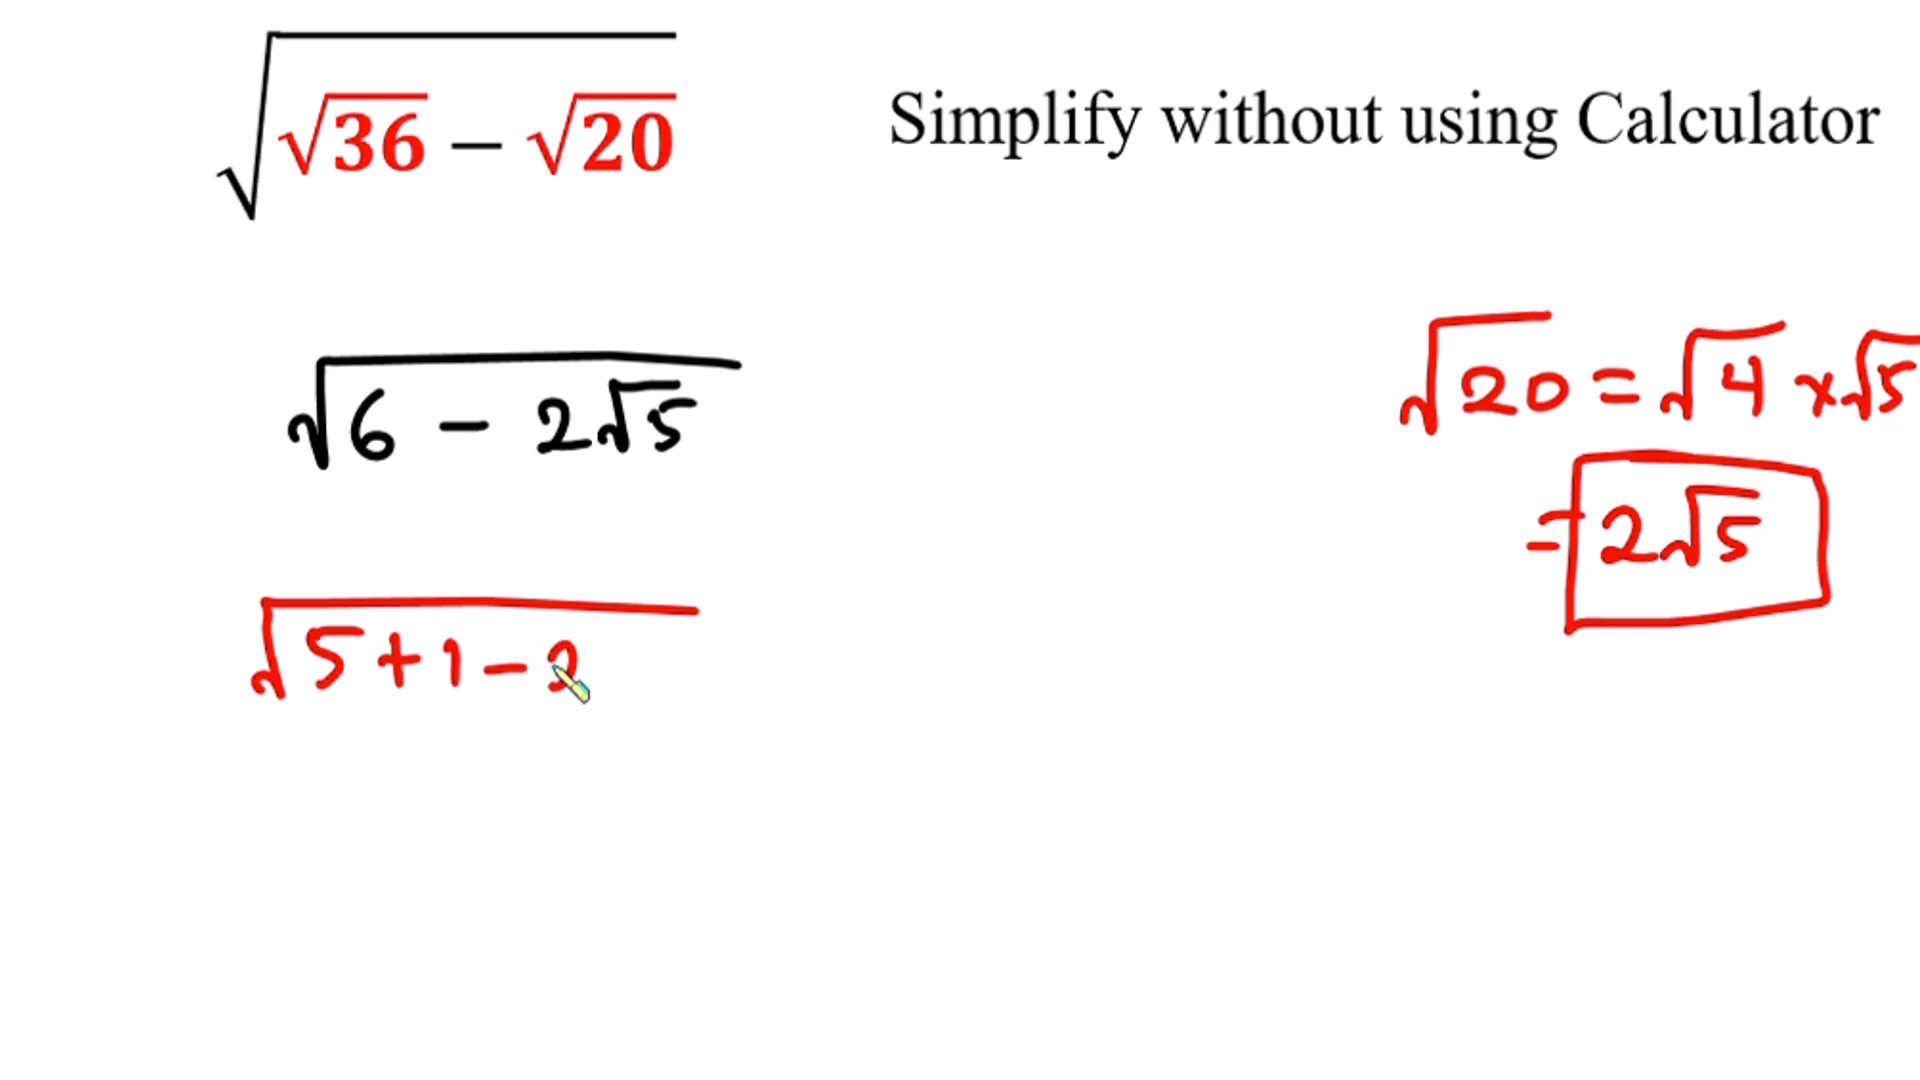 √(√36 − √20)
Simplify without using Calculator
√(6 − 2√5)
√20 = √4 × √5
= 2√5
√(5 + 1 − 2